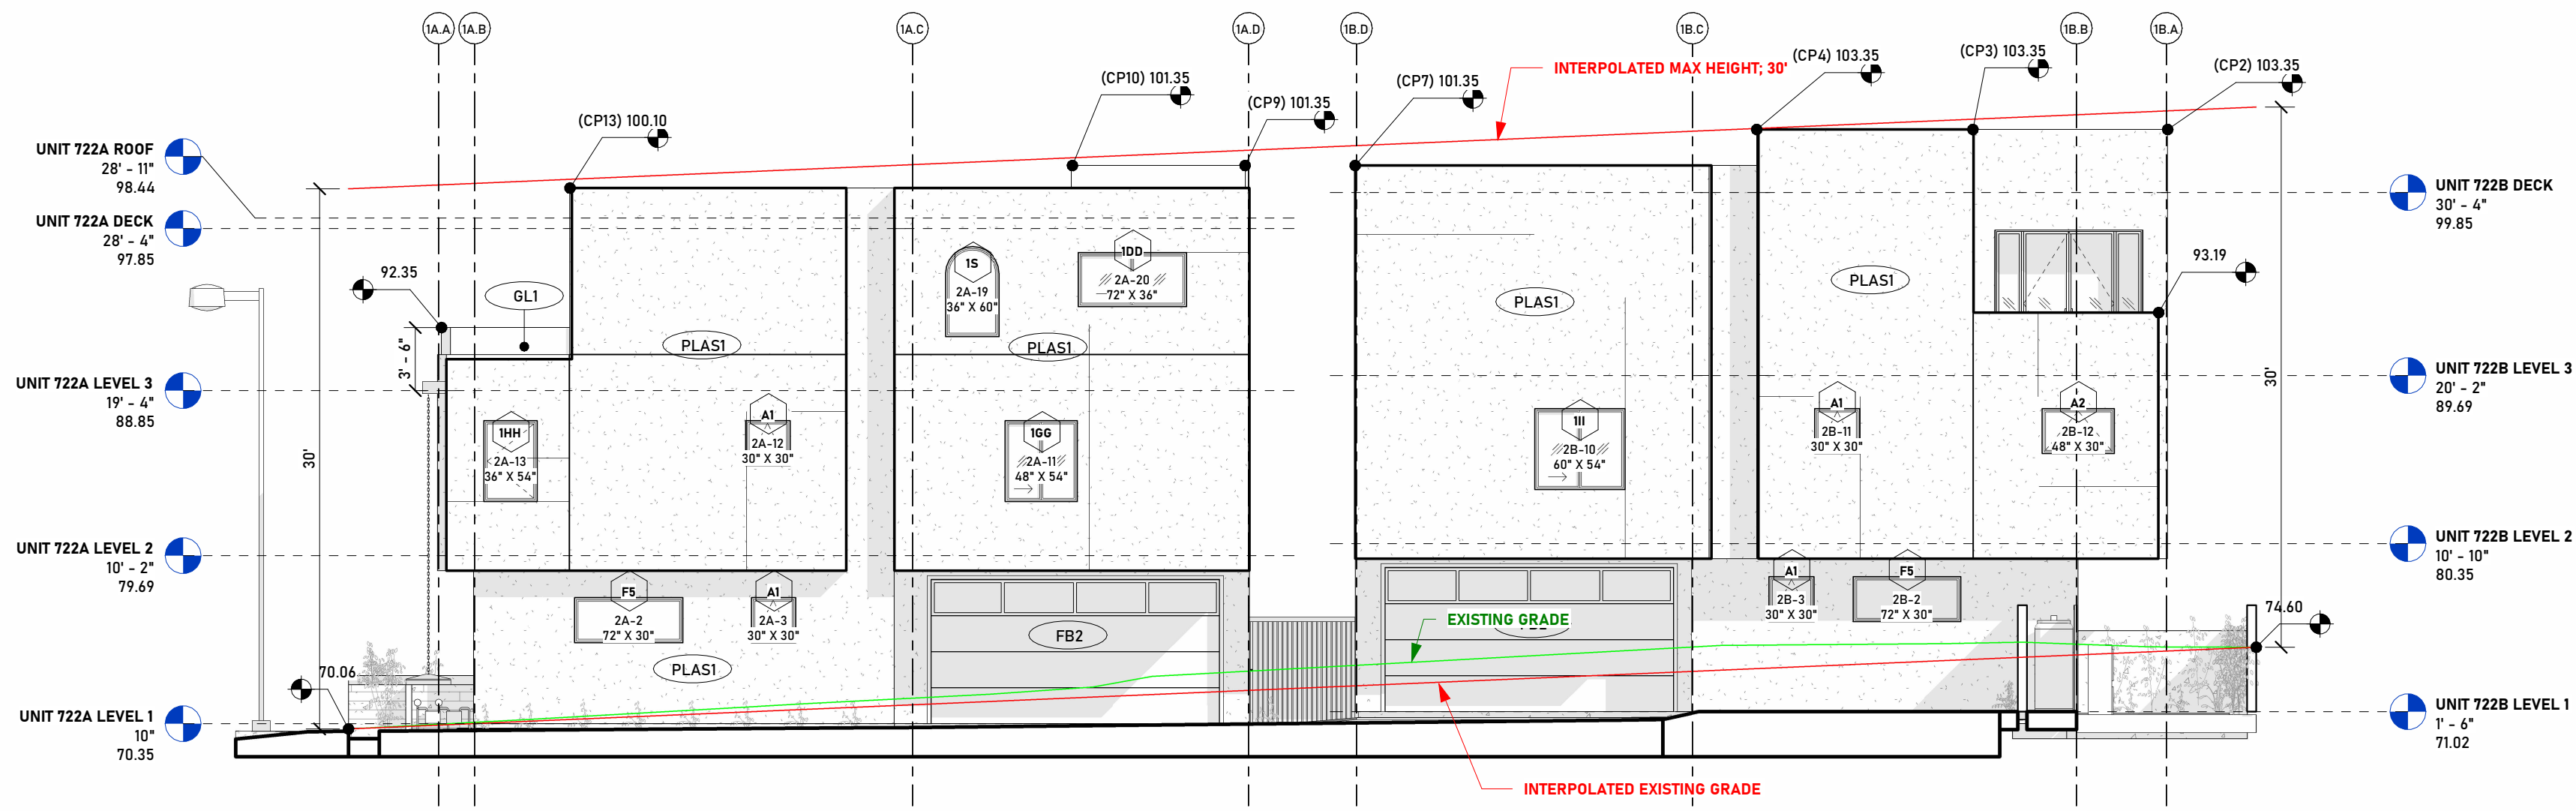 1A.A
1A.B
1A.C
1A.D
1B.D
1B.C
1B.B
1B.A
INTERPOLATED MAX HEIGHT; 30'
(CP13) 100.10
(CP10) 101.35
(CP9) 101.35
(CP7) 101.35
(CP4) 103.35
(CP3) 103.35
(CP2) 103.35
UNIT 722A ROOF
28' - 11"
98.44
UNIT 722A DECK
28' - 4"
97.85
UNIT 722A LEVEL 3
19' - 4"
88.85
UNIT 722A LEVEL 2
10' - 2"
79.69
UNIT 722A LEVEL 1
10"
70.35
30'
92.35
3' - 6"
70.06
GL1
PLAS1
1HH
2A-13
36" X 54"
A1
2A-12
30" X 30"
F5
2A-2
72" X 30"
A1
2A-3
30" X 30"
PLAS1
1S
2A-19
36" X 60"
1DD
2A-20
72" X 36"
PLAS1
1GG
2A-11
48" X 54"
FB2
PLAS1
1II
2B-10
60" X 54"
EXISTING GRADE
INTERPOLATED EXISTING GRADE
PLAS1
A1
2B-11
30" X 30"
A2
2B-12
48" X 30"
A1
2B-3
30" X 30"
F5
2B-2
72" X 30"
93.19
74.60
30'
UNIT 722B DECK
30' - 4"
99.85
UNIT 722B LEVEL 3
20' - 2"
89.69
UNIT 722B LEVEL 2
10' - 10"
80.35
UNIT 722B LEVEL 1
1' - 6"
71.02